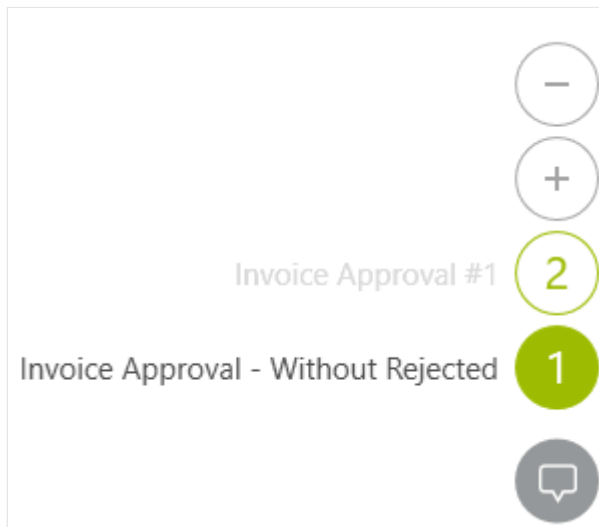 −
+
Invoice Approval #1 2
Invoice Approval - Without Rejected 1